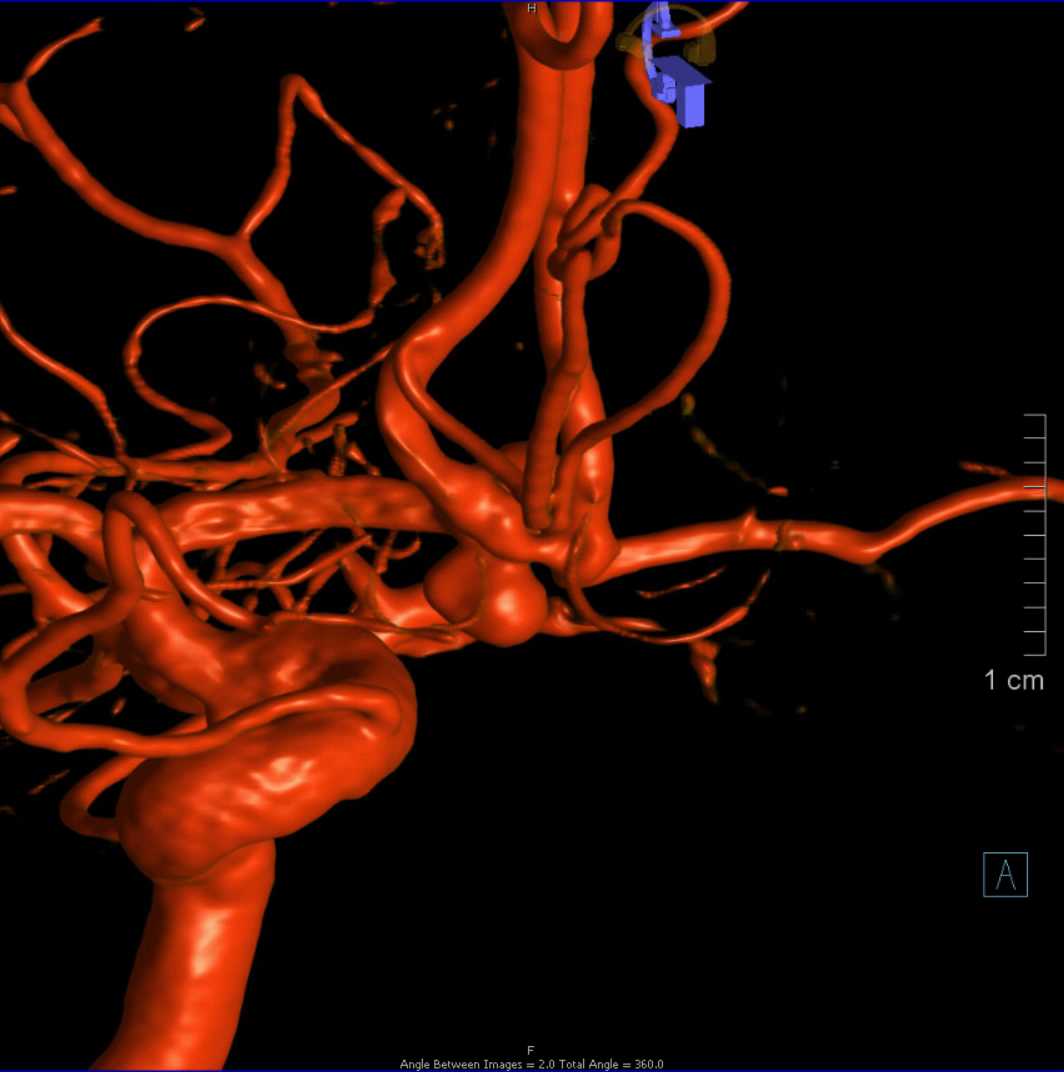 H
1 cm
A
F
Angle Between Images = 2.0 Total Angle = 360.0